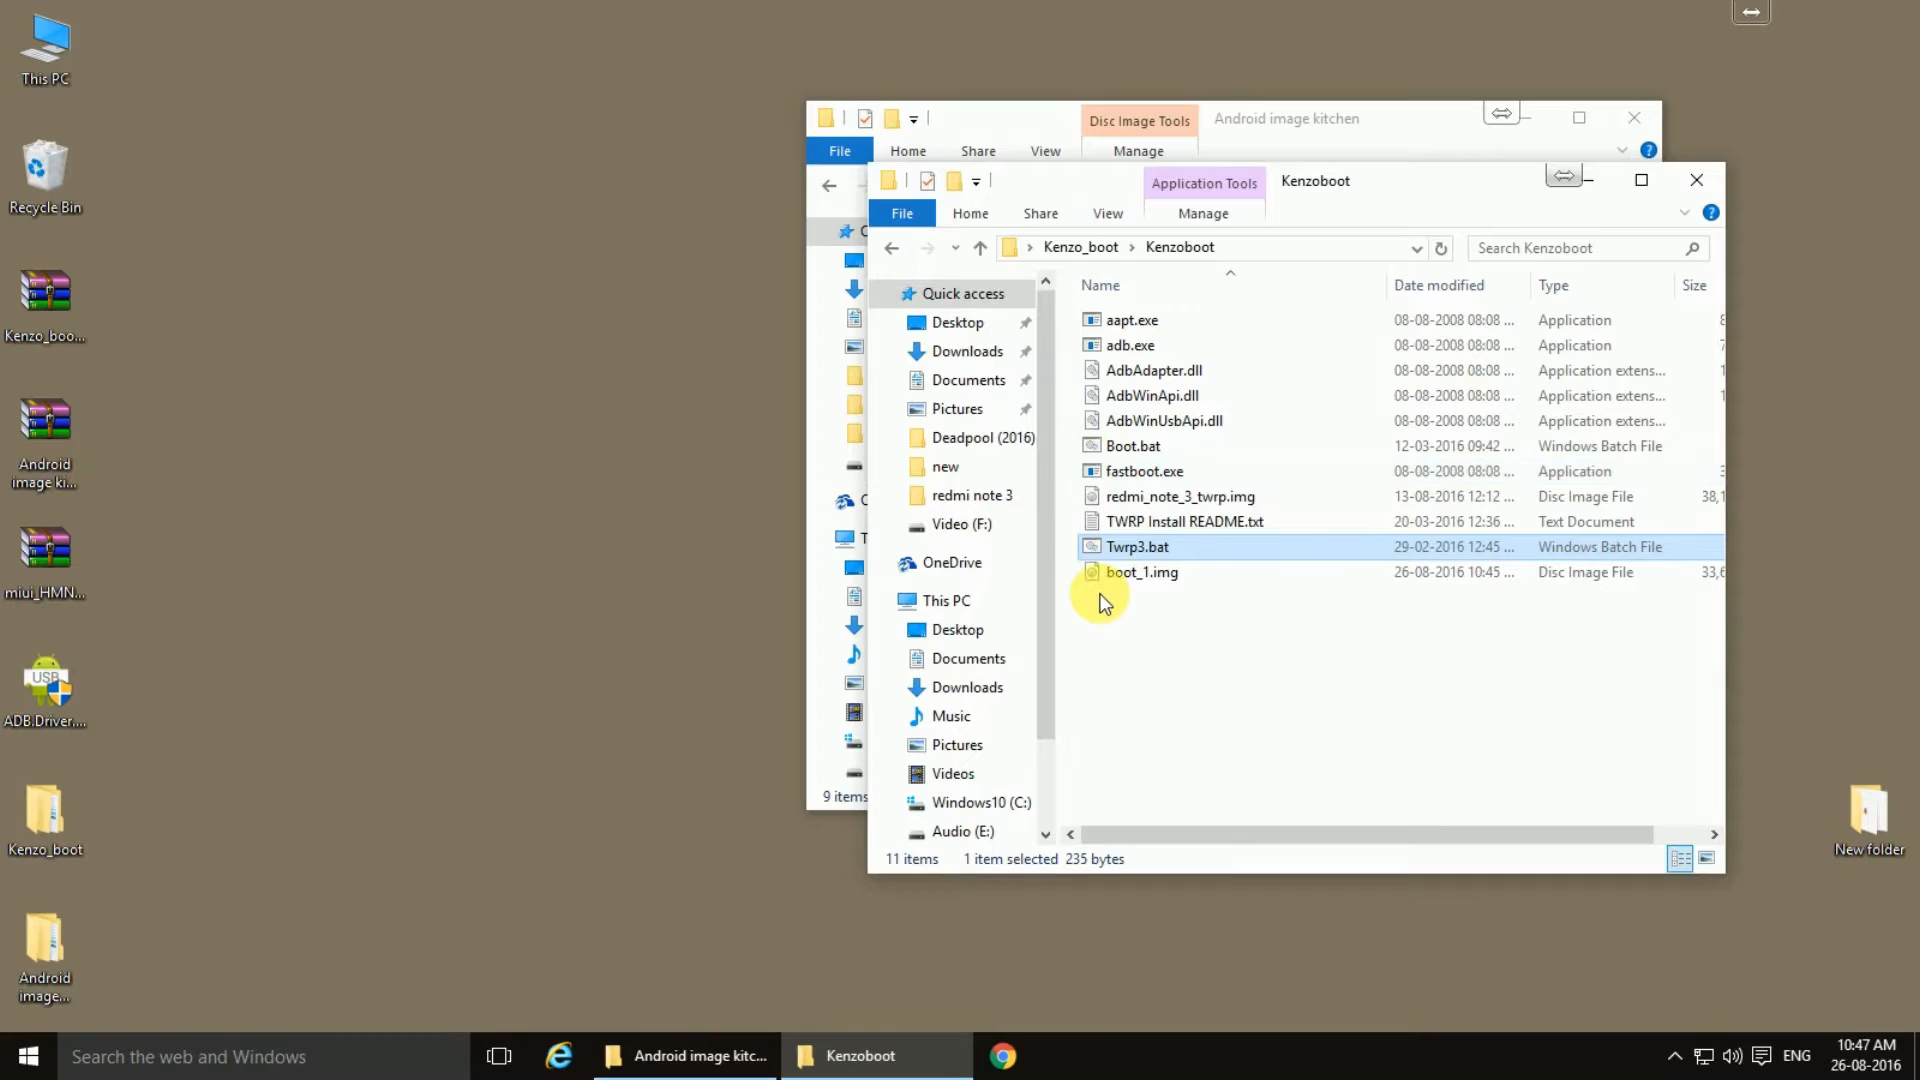 This PC
Recycle Bin
Kenzo_boo...
Android
image ki...
miui_HMN...
ADB.Driver....
Kenzo_boot
Android
image...
New folder
Disc Image Tools
Android image kitchen
File
Home
Share
View
Manage
9 items
Application Tools
Kenzoboot
File
Home
Share
View
Manage
Kenzo_boot
Kenzoboot
Search Kenzoboot
Quick access
Desktop
Downloads
Documents
Pictures
Deadpool (2016)
new
redmi note 3
Video (F:)
OneDrive
This PC
Desktop
Documents
Downloads
Music
Pictures
Videos
Windows10 (C:)
Audio (E:)
Name Date modified Type Size
aapt.exe 08-08-2008 08:08 ... Application
adb.exe 08-08-2008 08:08 ... Application
AdbAdapter.dll 08-08-2008 08:08 ... Application extens...
AdbWinApi.dll 08-08-2008 08:08 ... Application extens...
AdbWinUsbApi.dll 08-08-2008 08:08 ... Application extens...
Boot.bat 12-03-2016 09:42 ... Windows Batch File
fastboot.exe 08-08-2008 08:08 ... Application
redmi_note_3_twrp.img 13-08-2016 12:12 ... Disc Image File 38,1
TWRP Install README.txt 20-03-2016 12:36 ... Text Document
Twrp3.bat 29-02-2016 12:45 ... Windows Batch File
boot_1.img 26-08-2016 10:45 ... Disc Image File 33,6
11 items 1 item selected 235 bytes
Search the web and Windows
Android image kitc...
Kenzoboot
ENG
10:47 AM
26-08-2016